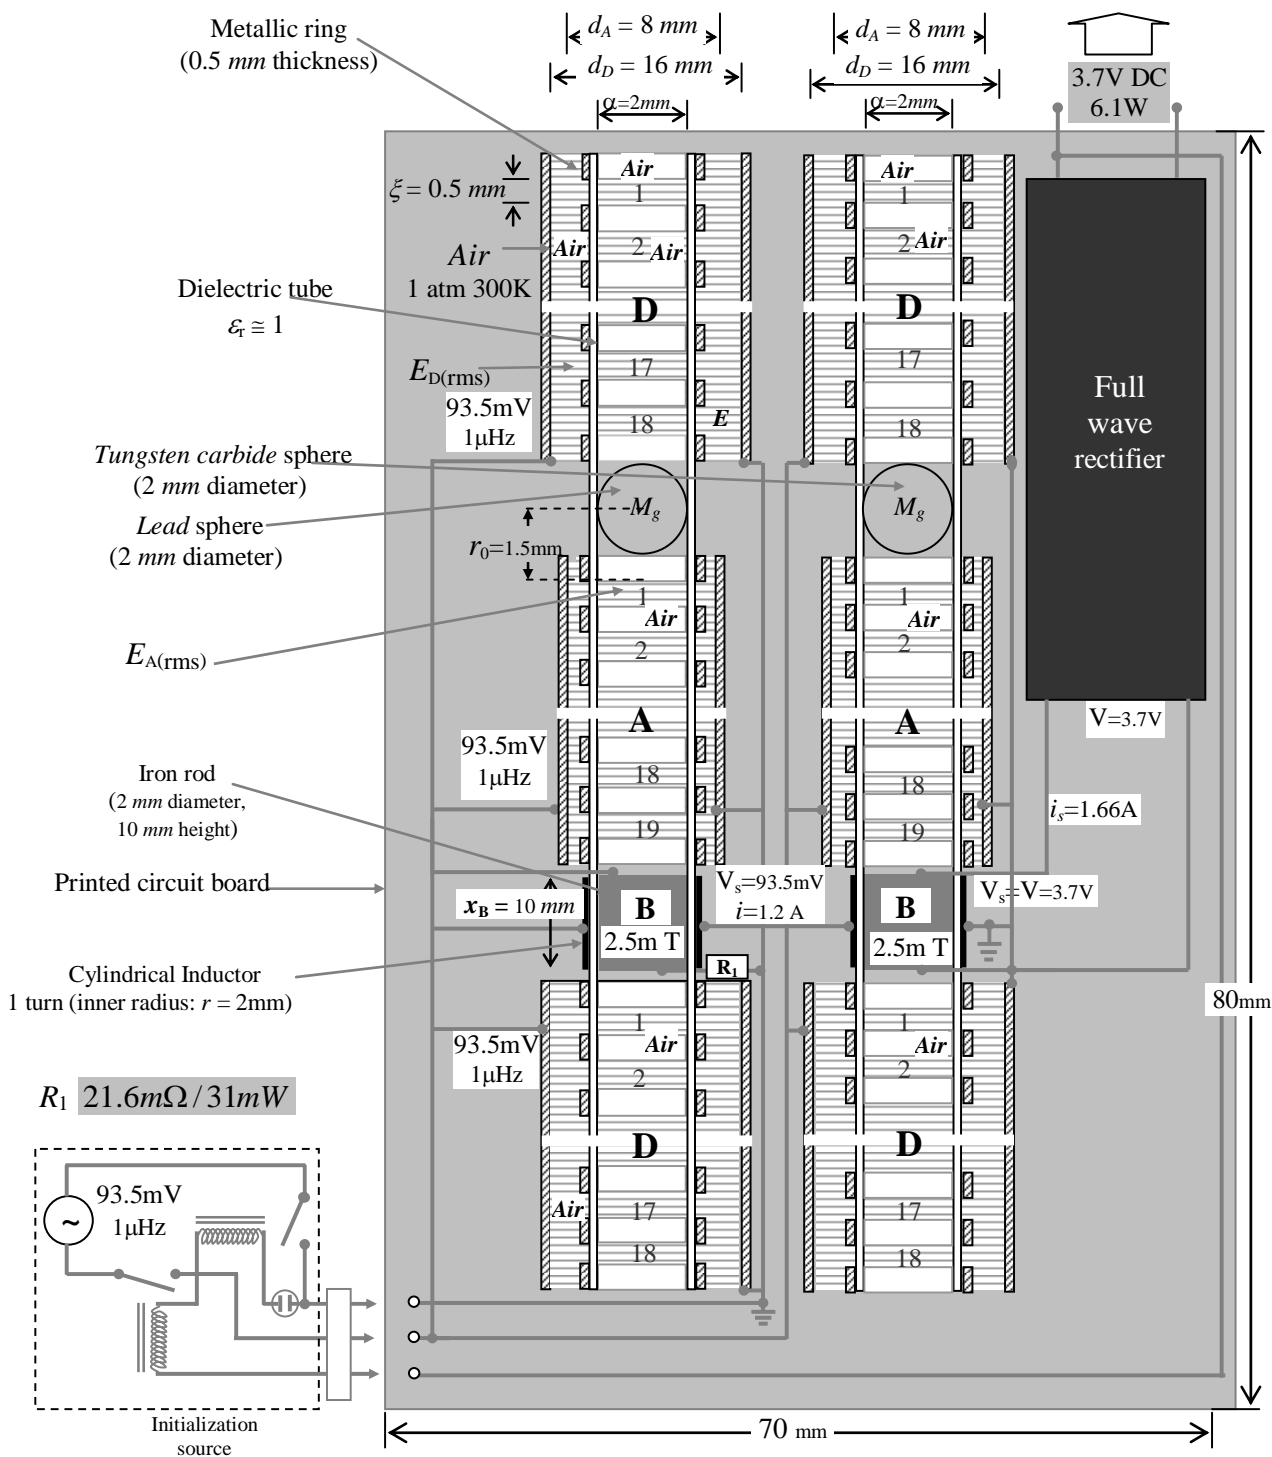 Metallic ring
(0.5 mm thickness)
d_A = 8 mm
d_D = 16 mm
α=2mm
d_A = 8 mm
d_D = 16 mm
α=2mm
3.7V DC
6.1W
ξ = 0.5 mm
Air
1
2
Air
Air
Air
1
2
Air
Air
1 atm 300K
Dielectric tube
ε_r ≅ 1
D
D
E_D(rms)
17
17
93.5mV
1μHz
18
E
18
Full
wave
rectifier
Tungsten carbide sphere
(2 mm diameter)
Lead sphere
(2 mm diameter)
M_g
M_g
r_0=1.5mm
1
Air
2
1
Air
2
E_A(rms)
A
A
V=3.7V
93.5mV
1μHz
18
19
18
19
i_s=1.66A
Iron rod
(2 mm diameter,
10 mm height)
Printed circuit board
x_B = 10 mm
B
2.5m T
V_s=93.5mV
i=1.2 A
B
2.5m T
V_s=V=3.7V
R_1
Cylindrical Inductor
1 turn (inner radius: r = 2mm)
80mm
93.5mV
1μHz
1
Air
2
1
Air
2
R_1 21.6mΩ / 31mW
D
D
93.5mV
1μHz
~
Air
17
18
17
18
Initialization
source
70 mm